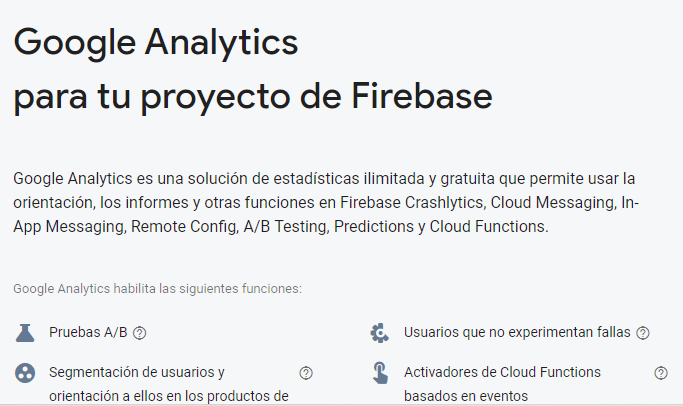 Google Analytics
para tu proyecto de Firebase
Google Analytics es una solución de estadísticas ilimitada y gratuita que permite usar la
orientación, los informes y otras funciones en Firebase Crashlytics, Cloud Messaging, In-
App Messaging, Remote Config, A/B Testing, Predictions y Cloud Functions.
Google Analytics habilita las siguientes funciones:
Pruebas A/B
Usuarios que no experimentan fallas
Segmentación de usuarios y
orientación a ellos en los productos de
Activadores de Cloud Functions
basados en eventos